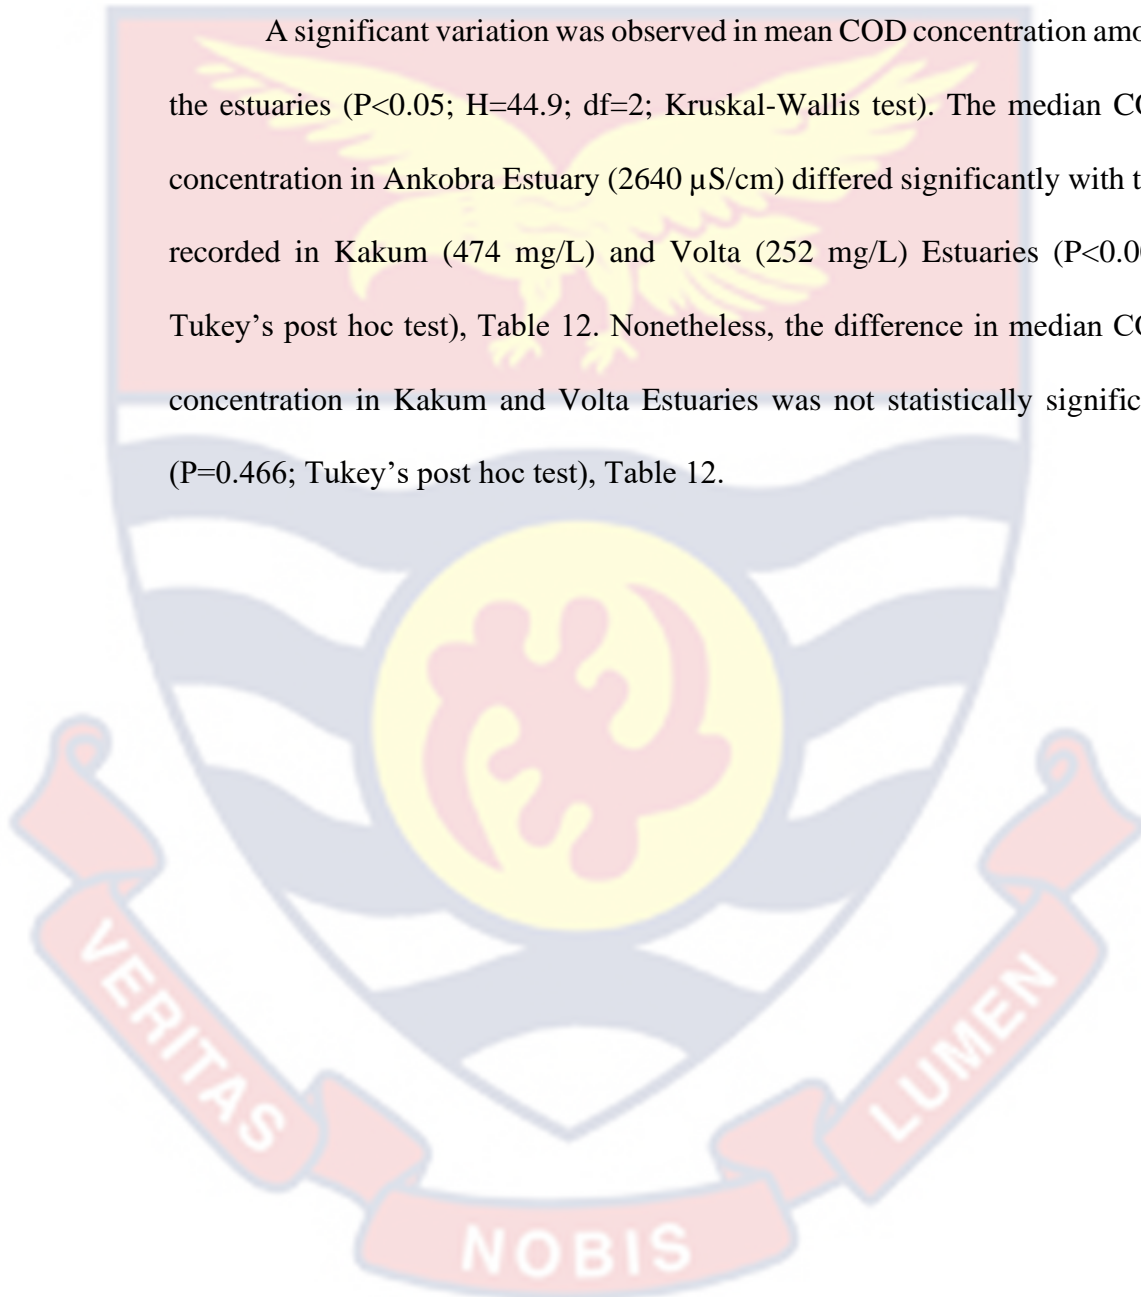 A significant variation was observed in mean COD concentration amo
the estuaries (P<0.05; H=44.9; df=2; Kruskal-Wallis test). The median CO
concentration in Ankobra Estuary (2640 µS/cm) differed significantly with t
recorded in Kakum (474 mg/L) and Volta (252 mg/L) Estuaries (P<0.00
Tukey’s post hoc test), Table 12. Nonetheless, the difference in median CO
concentration in Kakum and Volta Estuaries was not statistically signific
(P=0.466; Tukey’s post hoc test), Table 12.
VERITAS
NOBIS
LUMEN